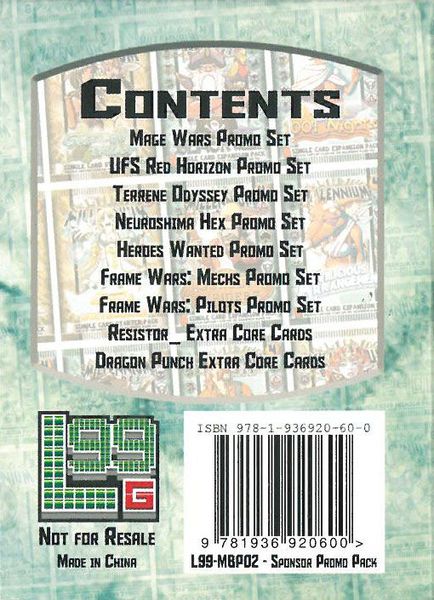 Contents
Mage Wars Promo Set
UFS Red Horizon Promo Set
Terrene Odyssey Promo Set
Neuroshima Hex Promo Set
Heroes Wanted Promo Set
Frame Wars: Mechs Promo Set
Frame Wars: Pilots Promo Set
Resistor_ Extra Core Cards
Dragon Punch Extra Core Cards
L99G
ISBN 978-1-936920-60-0
9 781936 920600 >
Not for Resale
Made in China
L99-MBP02 - Sponsor Promo Pack